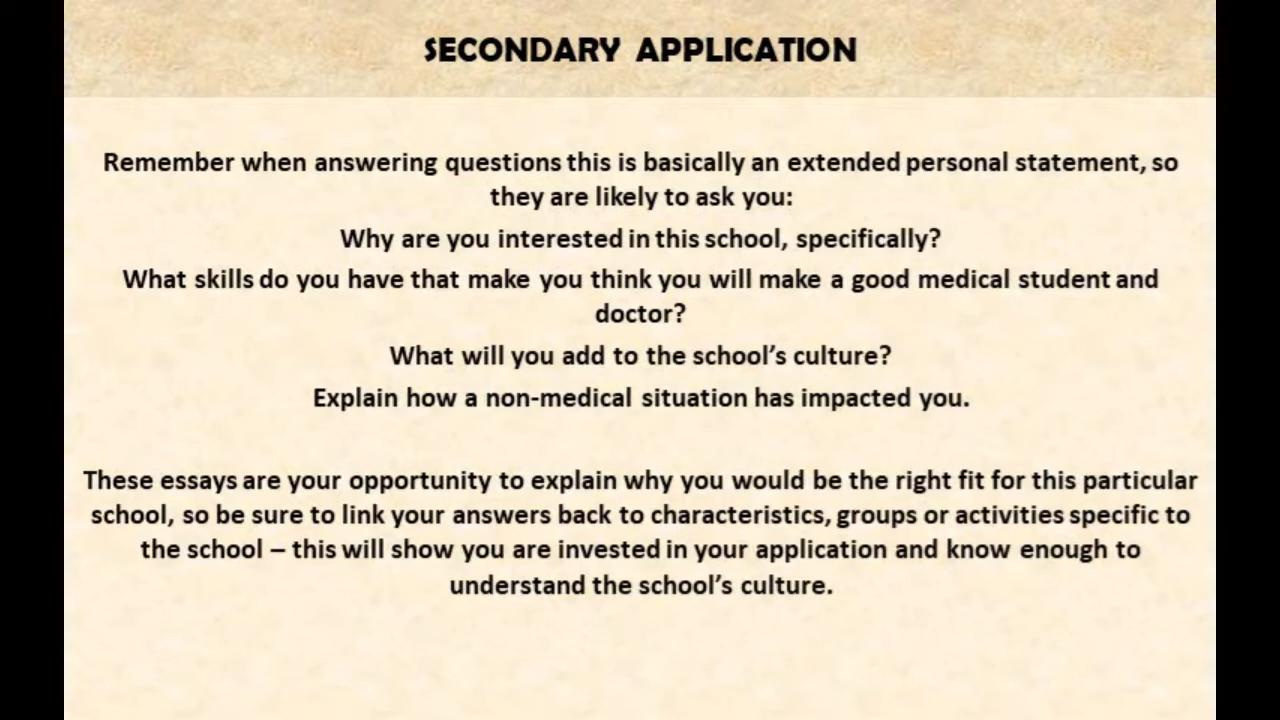 SECONDARY APPLICATION
Remember when answering questions this is basically an extended personal statement, so
they are likely to ask you:
Why are you interested in this school, specifically?
What skills do you have that make you think you will make a good medical student and
doctor?
What will you add to the school’s culture?
Explain how a non-medical situation has impacted you.
These essays are your opportunity to explain why you would be the right fit for this particular
school, so be sure to link your answers back to characteristics, groups or activities specific to
the school – this will show you are invested in your application and know enough to
understand the school’s culture.